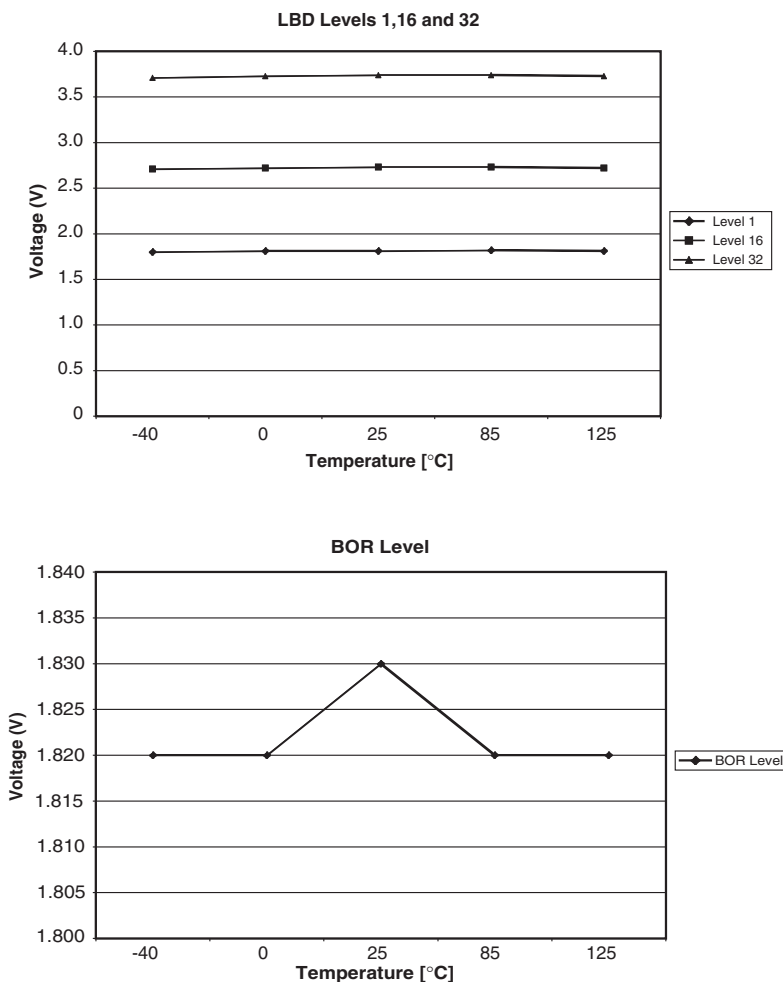 LBD Levels 1,16 and 32
4.0
3.5
3.0
2.5
2.0
1.5
1.0
0.5
0
Voltage (V)
-40 0 25 85 125
Temperature [°C]
Level 1
Level 16
Level 32
BOR Level
1.840
1.835
1.830
1.825
1.820
1.815
1.810
1.805
1.800
Voltage (V)
-40 0 25 85 125
Temperature [°C]
BOR Level